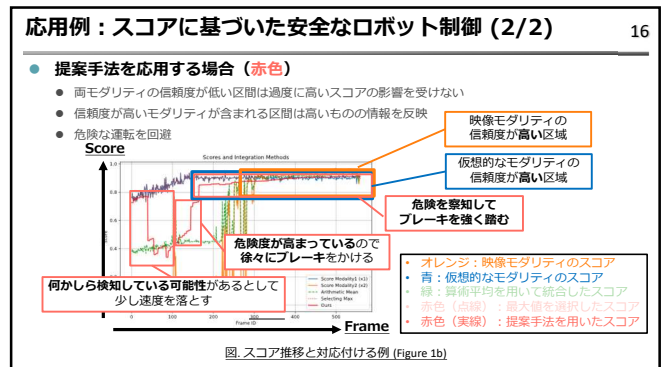 応用例：スコアに基づいた安全なロボット制御 (2/2)
16
提案手法を応用する場合（赤色）
両モダリティの信頼度が低い区間は過度に高いスコアの影響を受けない
信頼度が高いモダリティが含まれる区間は高いものの情報を反映
危険な運転を回避
映像モダリティの
信頼度が高い区域
仮想的なモダリティの
信頼度が高い区域
Score
Scores and Integration Methods
1.0
0.8
0.6
0.4
危険を察知して
ブレーキを強く踏む
危険度が高まっているので
徐々にブレーキをかける
何かしら検知している可能性があるとして
少し速度を落とす
Score Modality1 (x1)
Score Modality2 (x2)
Arithmetic Mean
Selecting Max
Ours
0
100
200
300
400
500
Frame ID
Frame
オレンジ：映像モダリティのスコア
青：仮想的なモダリティのスコア
緑：算術平均を用いて統合したスコア
赤色（点線）：最大値を選択したスコア
赤色（実線）：提案手法を用いたスコア
図. スコア推移と対応付ける例 (Figure 1b)